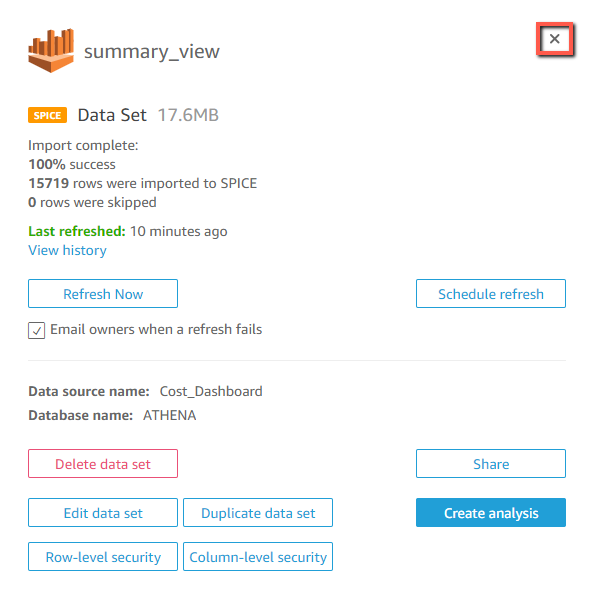 summary_view
SPICE Data Set 17.6MB
Import complete:
100% success
15719 rows were imported to SPICE
0 rows were skipped
Last refreshed: 10 minutes ago
View history
Refresh Now Schedule refresh
Email owners when a refresh fails
Data source name: Cost_Dashboard
Database name: ATHENA
Delete data set Share
Edit data set Duplicate data set Create analysis
Row-level security Column-level security